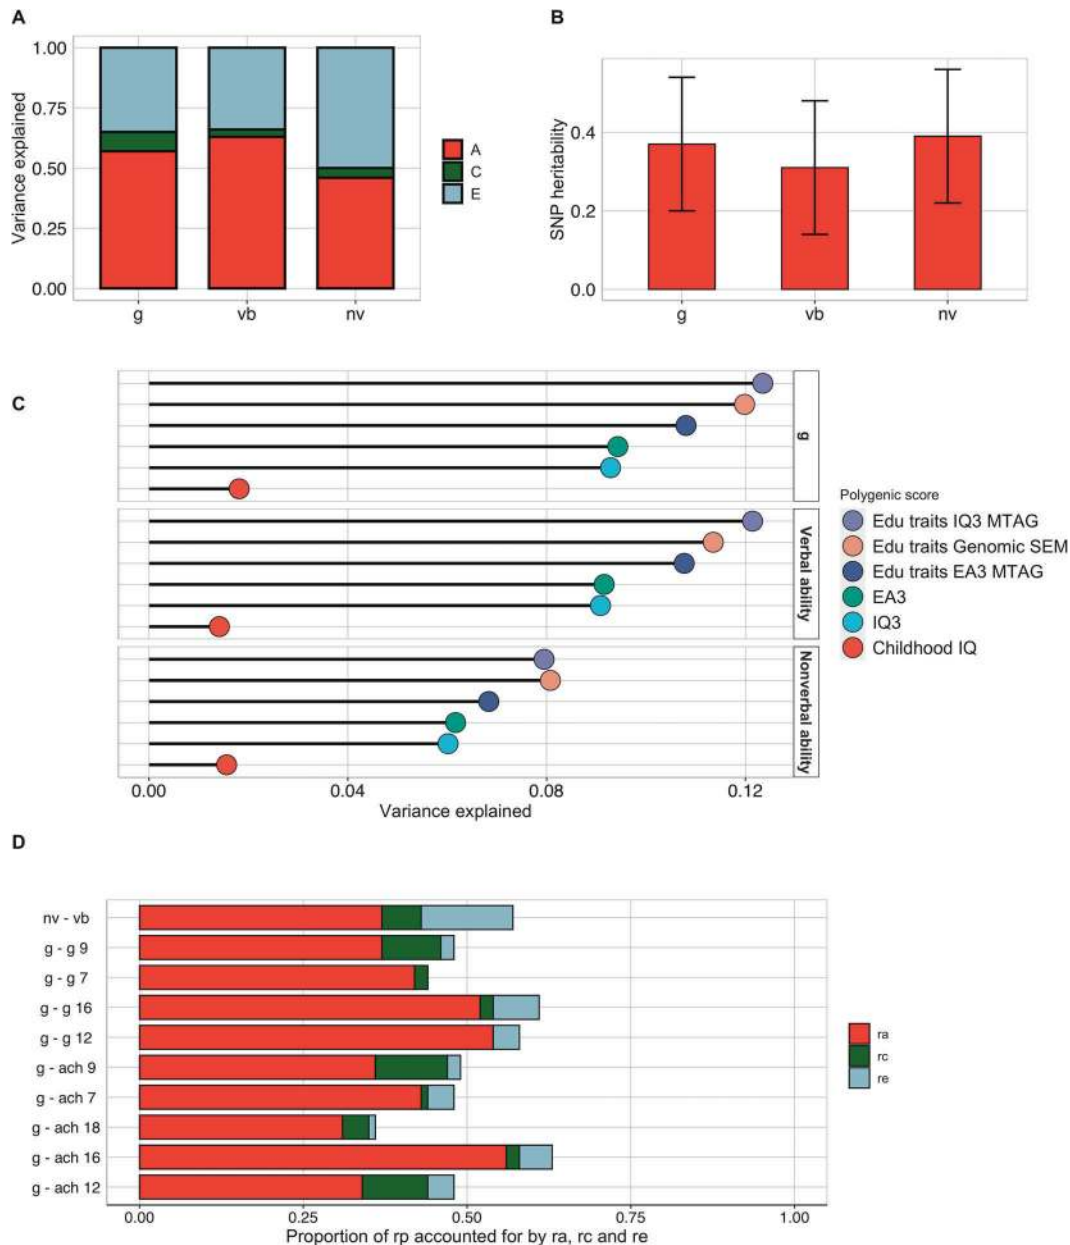 A
1.00
0.75
0.50
0.25
0.00
Variance explained
g
vb
nv
A
C
E
B
0.4
0.2
0.0
SNP heritability
g
vb
nv
C
g
Verbal ability
Nonverbal ability
0.00
0.04
0.08
0.12
Variance explained
Polygenic score
Edu traits IQ3 MTAG
Edu traits Genomic SEM
Edu traits EA3 MTAG
EA3
IQ3
Childhood IQ
D
nv - vb
g - g 9
g - g 7
g - g 16
g - g 12
g - ach 9
g - ach 7
g - ach 18
g - ach 16
g - ach 12
0.00
0.25
0.50
0.75
1.00
Proportion of rp accounted for by ra, rc and re
ra
rc
re